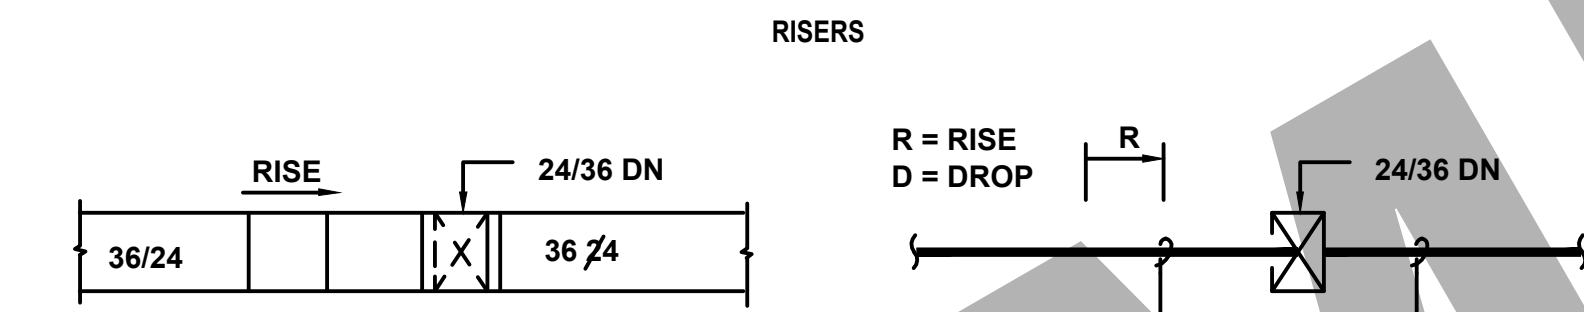 RISERS
RISE
24/36 DN
36/24
X
36/24
R = RISE
D = DROP
R
24/36 DN